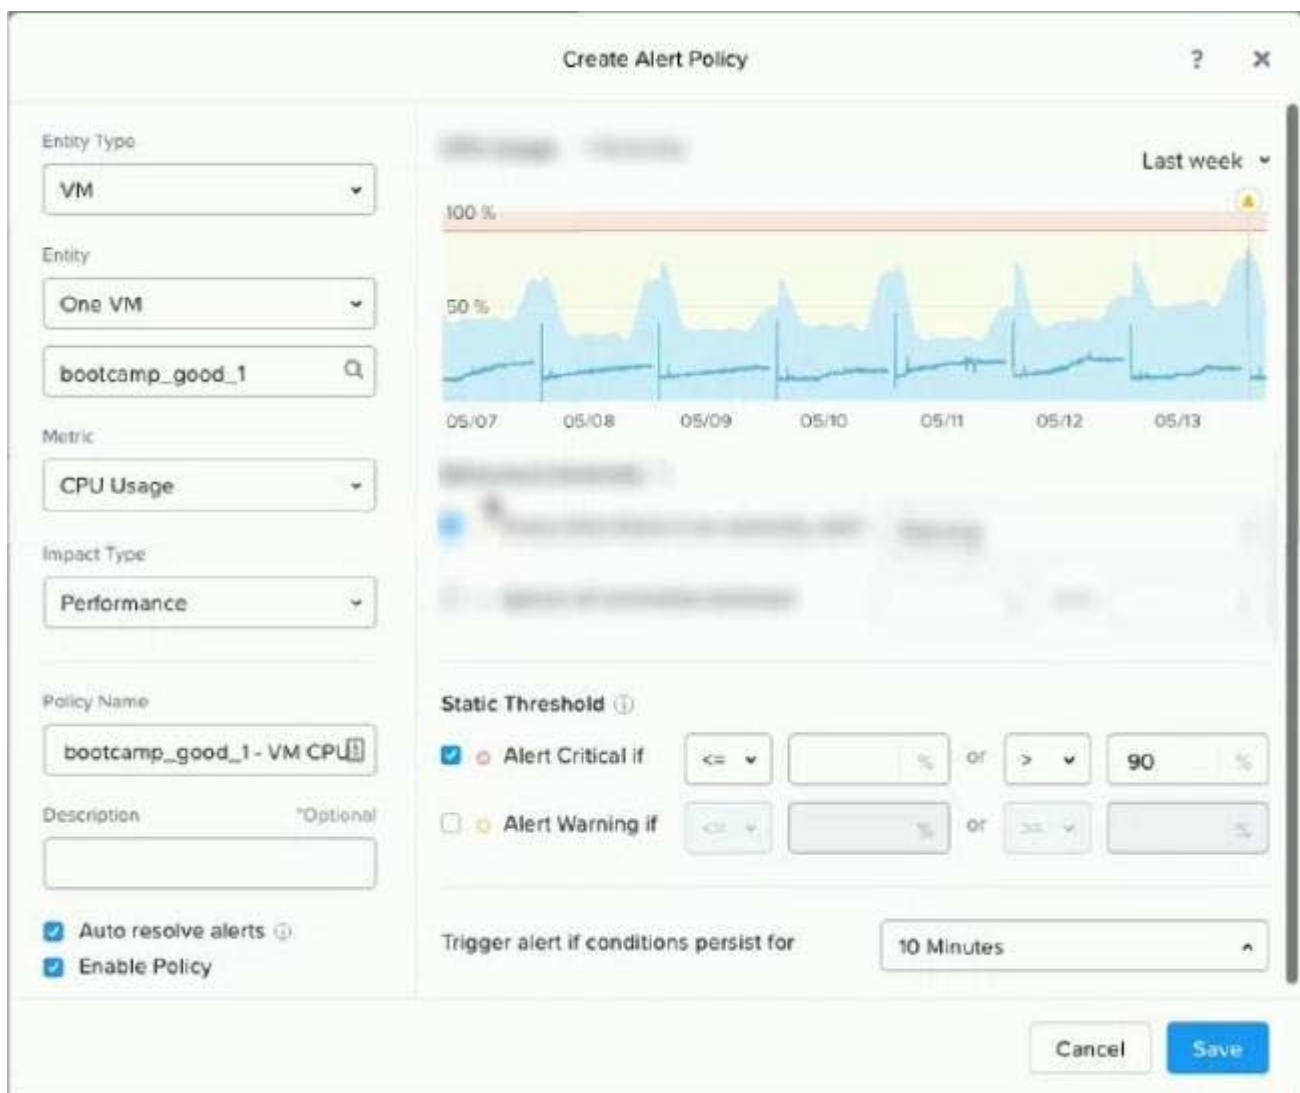 Create Alert Policy
?
Entity Type
VM
Entity
One VM
bootcamp_good_1
Metric
CPU Usage
Impact Type
Performance
Policy Name
bootcamp_good_1 - VM CPU
Description *Optional
Auto resolve alerts
Enable Policy
Last week
100 %
50 %
05/07 05/08 05/09 05/10 05/11 05/12 05/13
Static Threshold
Alert Critical if <= % or > 90 %
Alert Warning if <= % or >= %
Trigger alert if conditions persist for 10 Minutes
Cancel Save